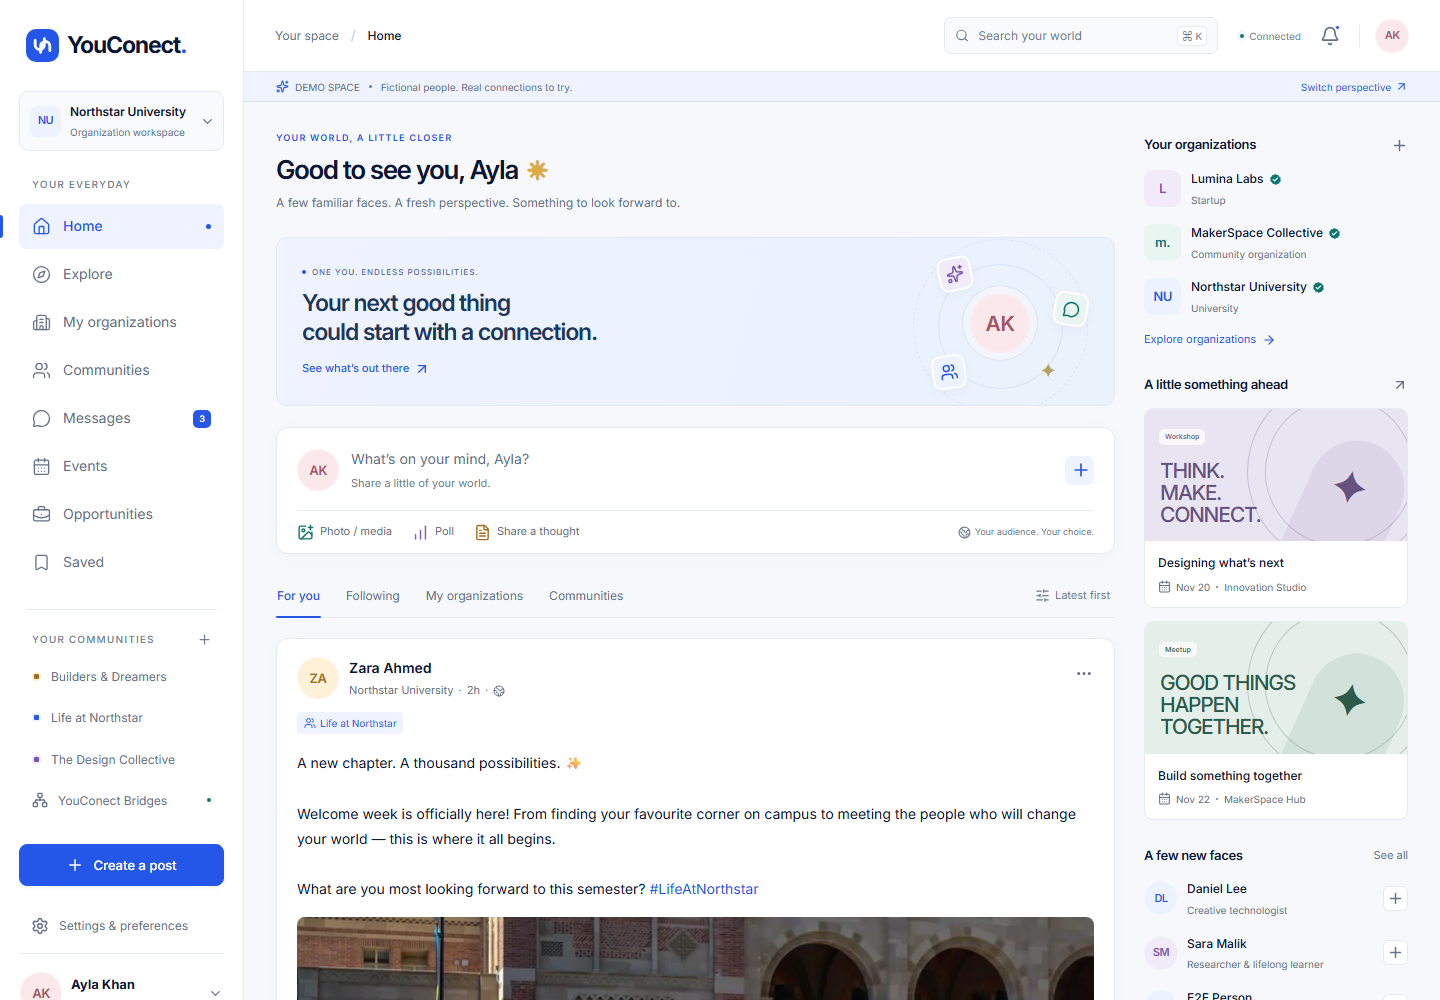 YouConect.
NU
Northstar University
Organization workspace
YOUR EVERYDAY
Home
Explore
My organizations
Communities
Messages
3
Events
Opportunities
Saved
YOUR COMMUNITIES
Builders & Dreamers
Life at Northstar
The Design Collective
YouConect Bridges
Create a post
Settings & preferences
AK
Ayla Khan
Your space / Home
Search your world
⌘ K
Connected
AK
DEMO SPACE • Fictional people. Real connections to try.
Switch perspective
YOUR WORLD, A LITTLE CLOSER
Good to see you, Ayla
A few familiar faces. A fresh perspective. Something to look forward to.
ONE YOU. ENDLESS POSSIBILITIES.
Your next good thing
could start with a connection.
See what's out there
AK
AK
What's on your mind, Ayla?
Share a little of your world.
Photo / media
Poll
Share a thought
Your audience. Your choice.
For you
Following
My organizations
Communities
Latest first
ZA
Zara Ahmed
Northstar University · 2h ·
Life at Northstar
A new chapter. A thousand possibilities. ✨
Welcome week is officially here! From finding your favourite corner on campus to meeting the people who will change
your world — this is where it all begins.
What are you most looking forward to this semester? #LifeAtNorthstar
Your organizations
L
Lumina Labs
Startup
m.
MakerSpace Collective
Community organization
NU
Northstar University
University
Explore organizations
A little something ahead
Workshop
THINK.
MAKE.
CONNECT.
Designing what's next
Nov 20 · Innovation Studio
Meetup
GOOD THINGS
HAPPEN
TOGETHER.
Build something together
Nov 22 · MakerSpace Hub
A few new faces
See all
DL
Daniel Lee
Creative technologist
SM
Sara Malik
Researcher & lifelong learner
E2E Person